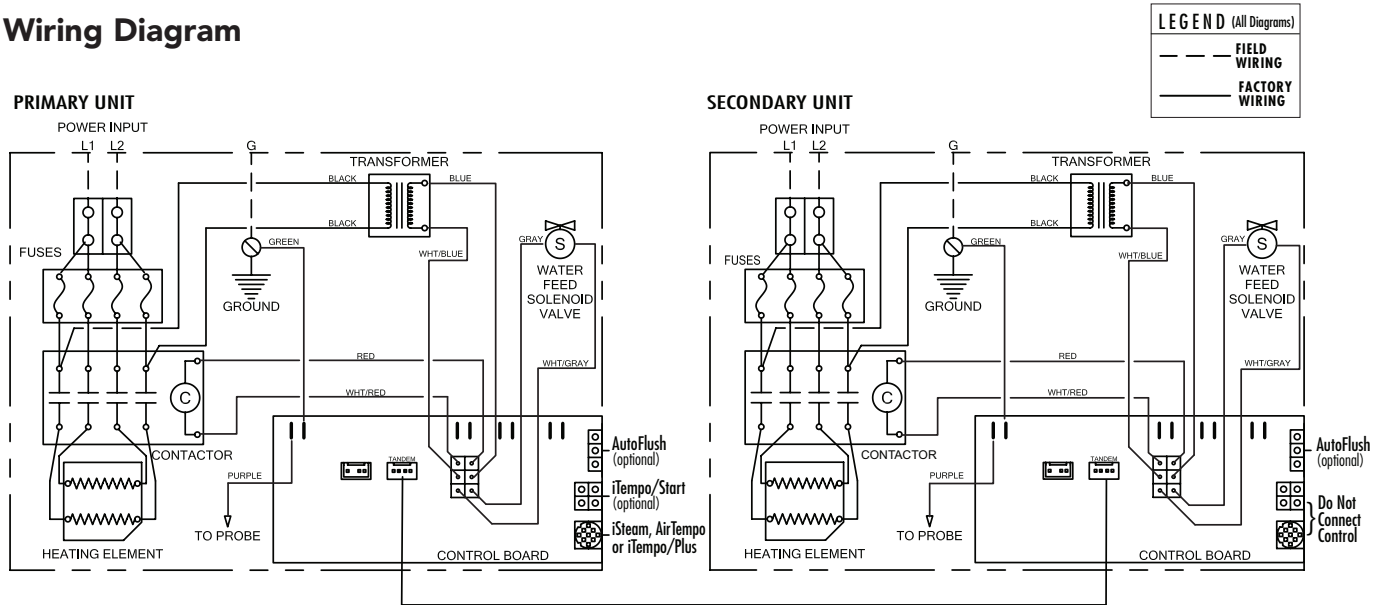 Wiring Diagram
LEGEND (All Diagrams)
FIELD
WIRING
FACTORY
WIRING
PRIMARY UNIT
POWER INPUT
L1 L2 G
TRANSFORMER
BLACK BLUE
BLACK
GREEN
WHT/BLUE
GRAY S
FUSES
GROUND
WATER
FEED
SOLENOID
VALVE
RED
WHT/GRAY
WHT/RED
C
CONTACTOR
TANDEM
PURPLE
TO PROBE
HEATING ELEMENT
CONTROL BOARD
AutoFlush
(optional)
iTempo/Start
(optional)
iSteam, AirTempo
or iTempo/Plus
SECONDARY UNIT
POWER INPUT
L1 L2 G
TRANSFORMER
BLACK BLUE
BLACK
GREEN
WHT/BLUE
GRAY S
FUSES
GROUND
WATER
FEED
SOLENOID
VALVE
RED
WHT/GRAY
WHT/RED
C
CONTACTOR
TANDEM
PURPLE
TO PROBE
HEATING ELEMENT
CONTROL BOARD
AutoFlush
(optional)
Do Not
Connect
Control